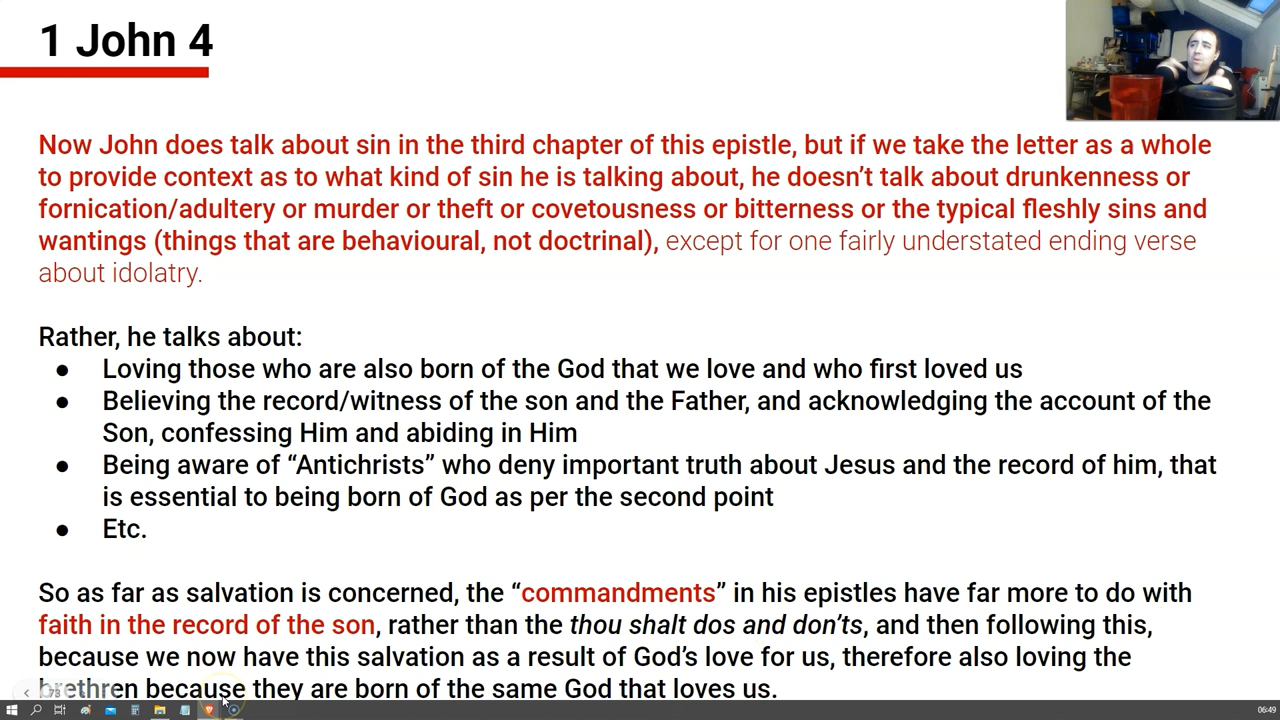 1 John 4
Now John does talk about sin in the third chapter of this epistle, but if we take the letter as a whole
to provide context as to what kind of sin he is talking about, he doesn't talk about drunkenness or
fornication/adultery or murder or theft or covetousness or bitterness or the typical fleshly sins and
wantings (things that are behavioural, not doctrinal), except for one fairly understated ending verse
about idolatry.
Rather, he talks about:
● Loving those who are also born of the God that we love and who first loved us
● Believing the record/witness of the son and the Father, and acknowledging the account of the
Son, confessing Him and abiding in Him
● Being aware of “Antichrists” who deny important truth about Jesus and the record of him, that
is essential to being born of God as per the second point
● Etc.
So as far as salvation is concerned, the “commandments” in his epistles have far more to do with
faith in the record of the son, rather than the thou shalt dos and don'ts, and then following this,
because we now have this salvation as a result of God's love for us, therefore also loving the
brethren because they are born of the same God that loves us.
78
06:49